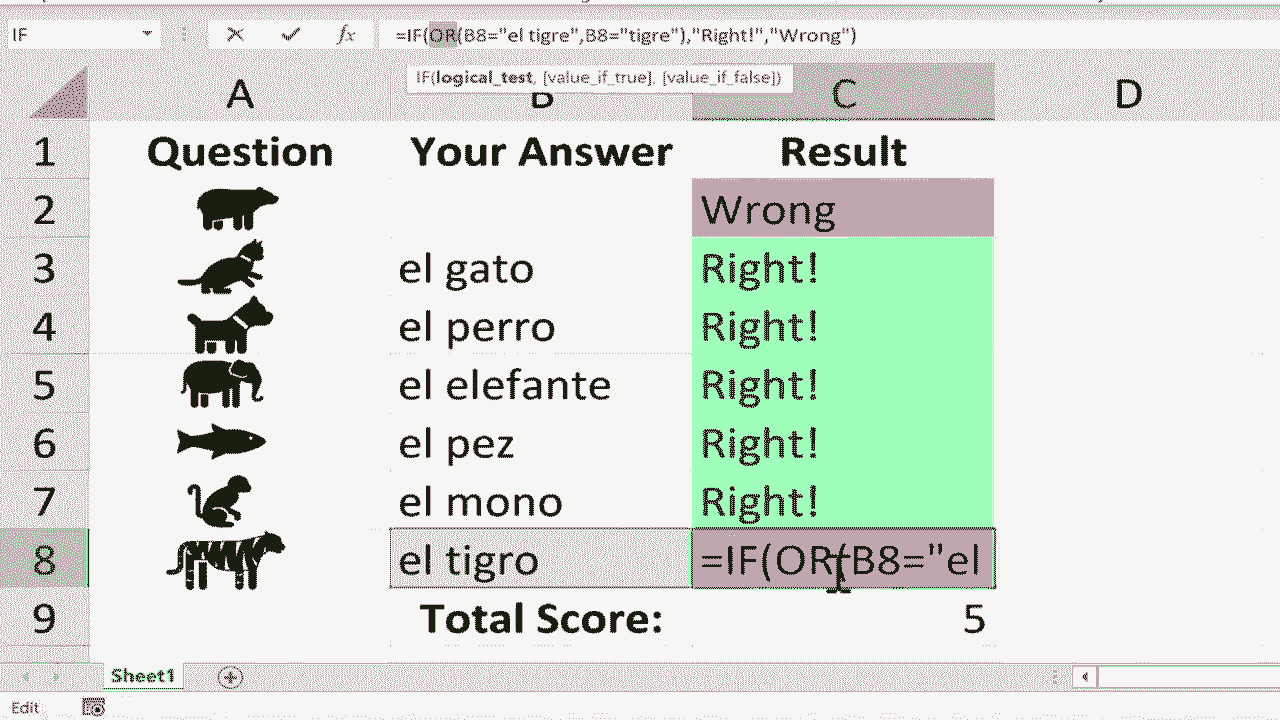 IF fx =IF(OR(B8="el tigre",B8="tigre"),"Right!","Wrong")
IF(logical_test, [value_if_true], [value_if_false])
A B C D
1 Question Your Answer Result
2 Wrong
3 el gato Right!
4 el perro Right!
5 el elefante Right!
6 el pez Right!
7 el mono Right!
8 el tigro =IF(OR(B8="el
9 Total Score: 5
Sheet1
Edit